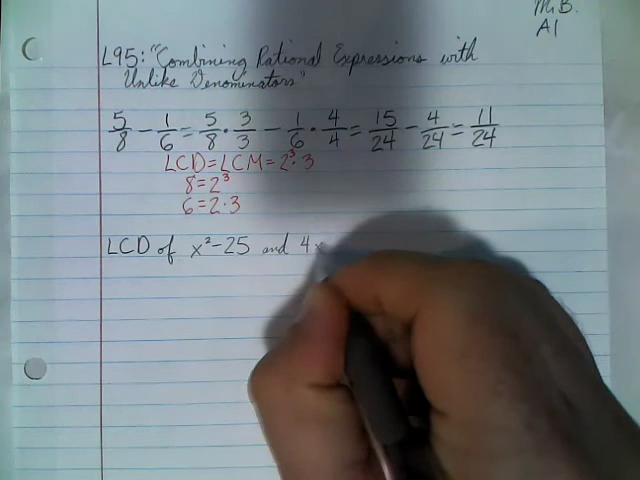 M.B.
A1
L95: "Combining Rational Expressions with
Unlike Denominators"
5/8 - 1/6 = 5/8 · 3/3 - 1/6 · 4/4 = 15/24 - 4/24 = 11/24
LCD = LCM = 2³ · 3
8 = 2³
6 = 2 · 3
LCD of x² - 25 and 4x